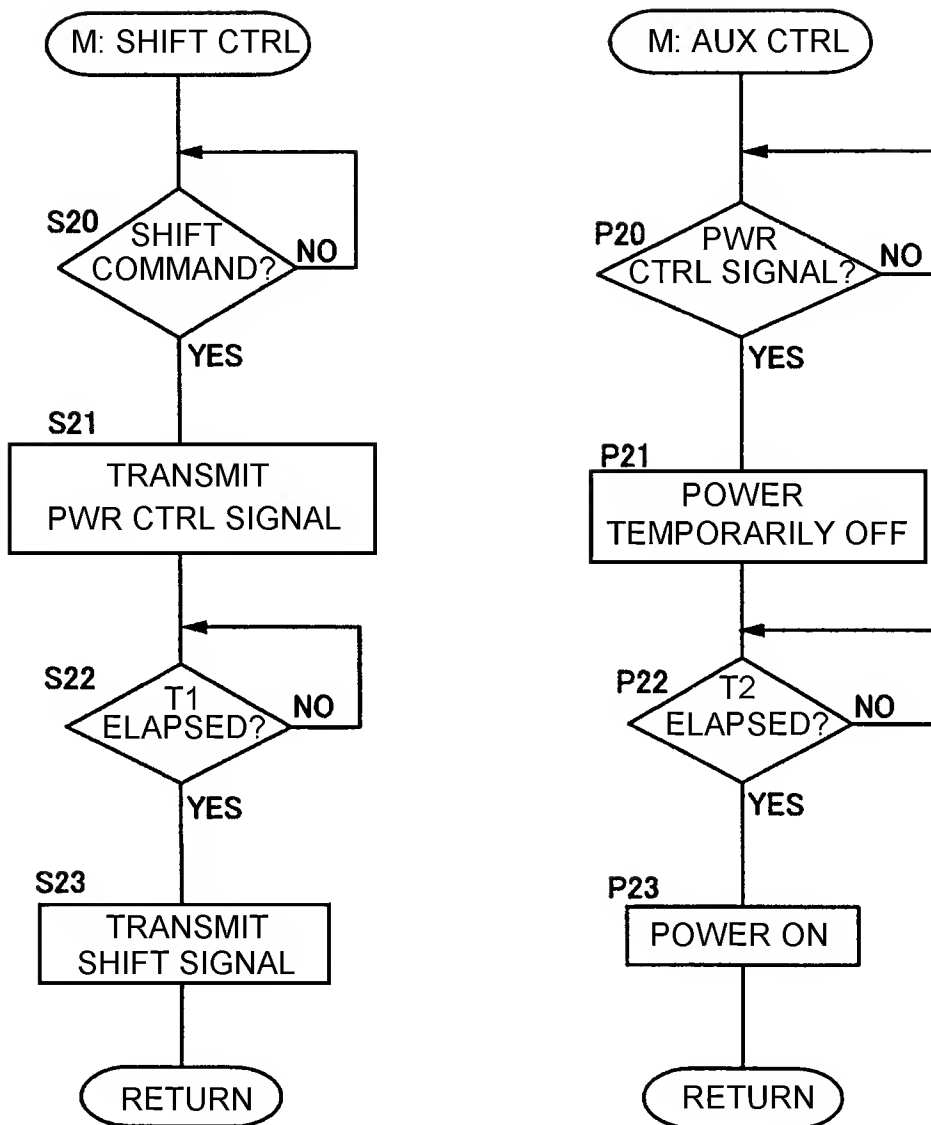 M: SHIFT CTRL
S20
SHIFT
COMMAND?
NO
YES
S21
TRANSMIT
PWR CTRL SIGNAL
S22
T1
ELAPSED?
NO
YES
S23
TRANSMIT
SHIFT SIGNAL
RETURN
M: AUX CTRL
P20
PWR
CTRL SIGNAL?
NO
YES
P21
POWER
TEMPORARILY OFF
P22
T2
ELAPSED?
NO
YES
P23
POWER ON
RETURN